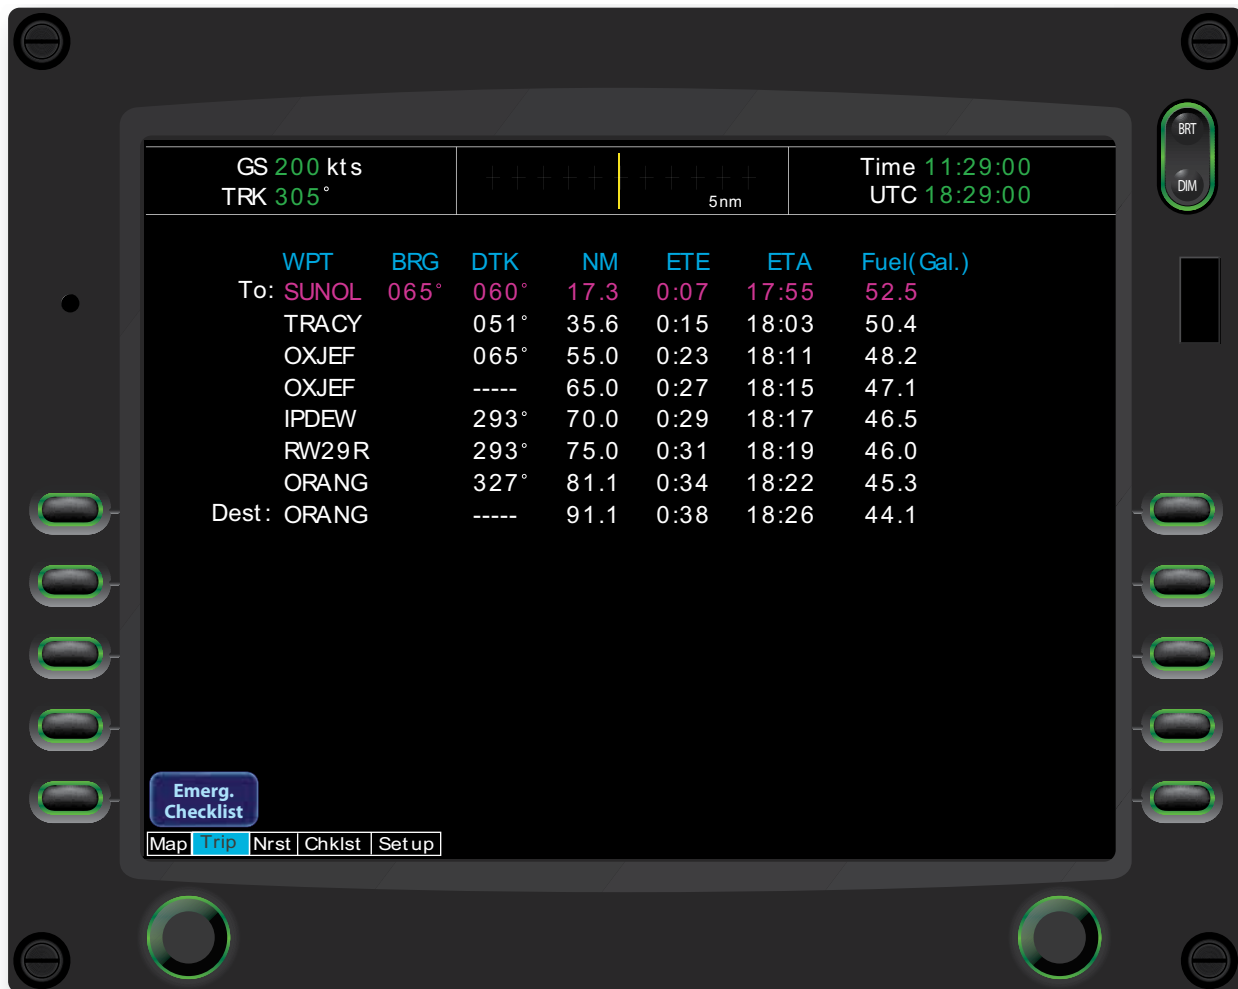 BRT
GS 200 kts
Time 11:29:00
TRK 305°
5nm
UTC 18:29:00
DIM
WPT BRG DTK NM ETE ETA Fuel(Gal.)
To: SUNOL 065° 060° 17.3 0:07 17:55 52.5
TRACY 051° 35.6 0:15 18:03 50.4
OXJEF 065° 55.0 0:23 18:11 48.2
OXJEF ----- 65.0 0:27 18:15 47.1
IPDEW 293° 70.0 0:29 18:17 46.5
RW29R 293° 75.0 0:31 18:19 46.0
ORANG 327° 81.1 0:34 18:22 45.3
Dest: ORANG ----- 91.1 0:38 18:26 44.1
Emerg.
Checklist
Map Trip Nrst Chklst Setup